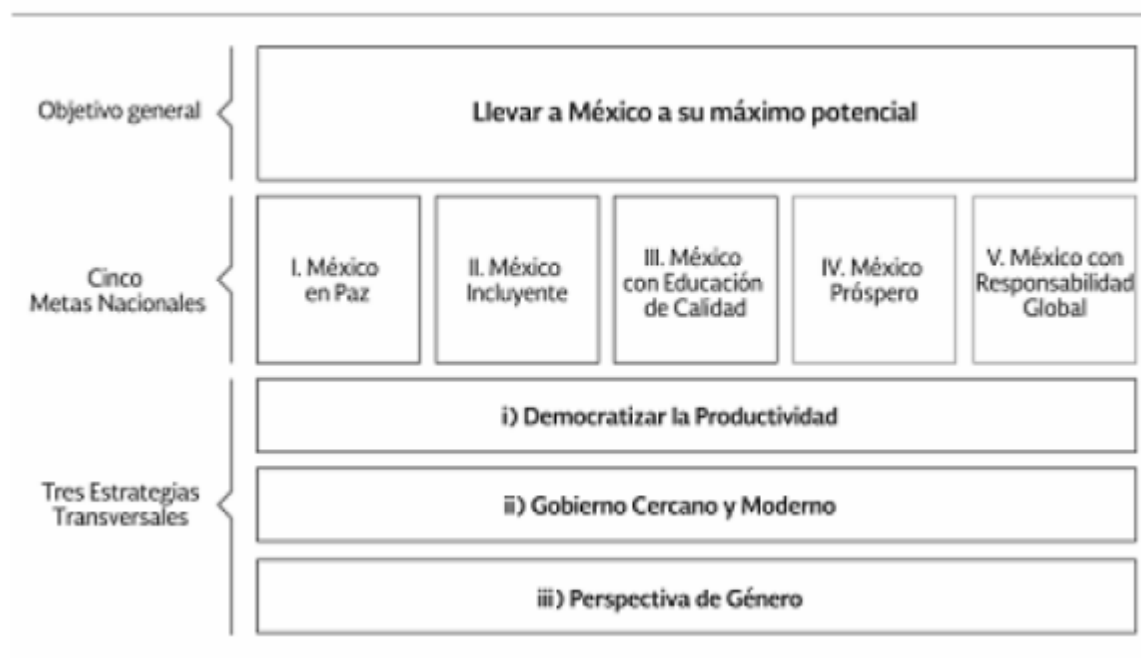 Objetivo general
Llevar a México a su máximo potencial
Cinco
Metas Nacionales
I. México
en Paz
II. México
Incluyente
III. México
con Educación
de Calidad
IV. México
Próspero
V. México con
Responsabilidad
Global
Tres Estrategias
Transversales
i) Democratizar la Productividad
ii) Gobierno Cercano y Moderno
iii) Perspectiva de Género